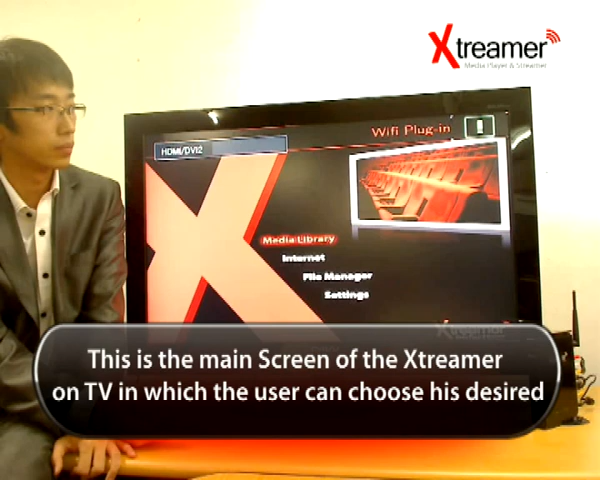 Xtreamer
Media Player & Streamer
HDMI/DVI2
Wifi Plug-in
Media Library
Internet
File Manager
Settings
Xtreamer
This is the main Screen of the Xtreamer
on TV in which the user can choose his desired